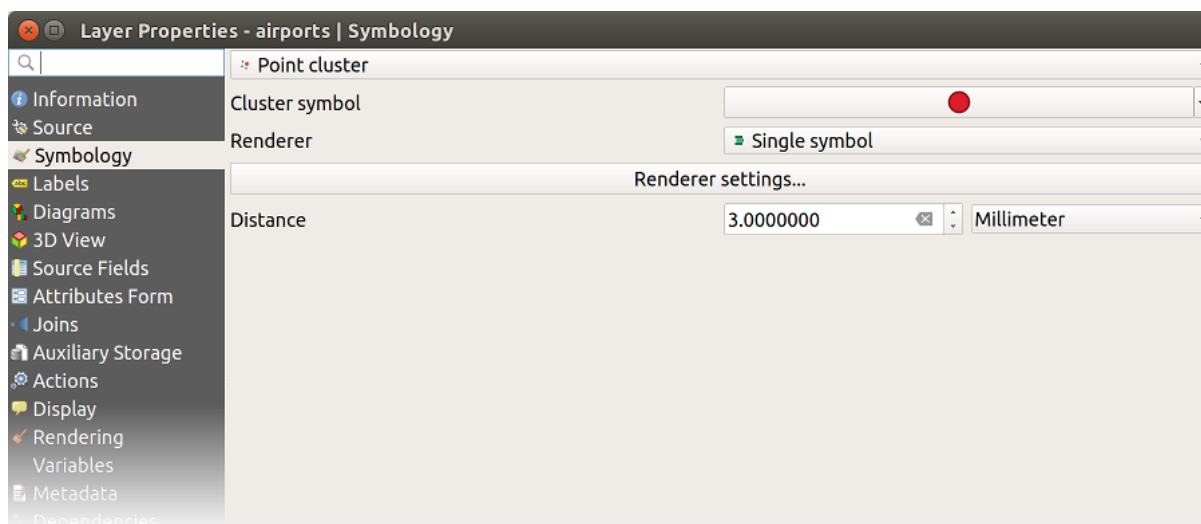 Layer Properties - airports | Symbology
Point cluster
Information
Cluster symbol
Source
Renderer
Single symbol
Symbology
Labels
Renderer settings...
Diagrams
Distance
3.0000000
Millimeter
3D View
Source Fields
Attributes Form
Joins
Auxiliary Storage
Actions
Display
Rendering
Variables
Metadata
Dependencies